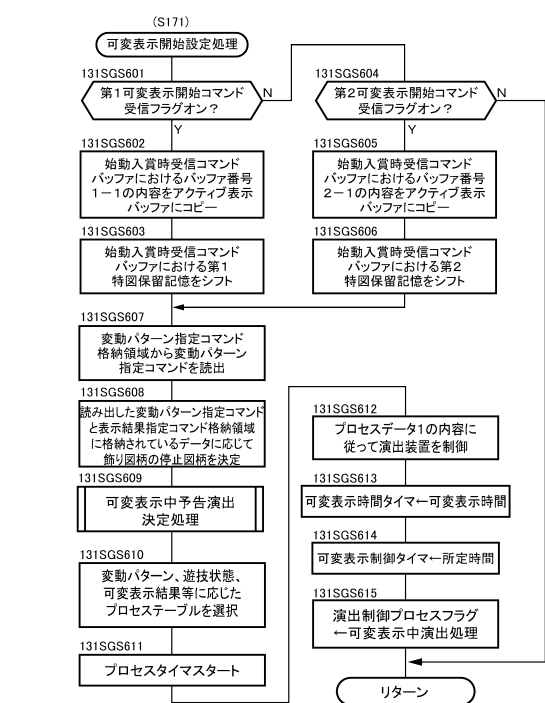 (S171)
可変表示開始設定処理
131SGS601
第1可変表示開始コマンド
受信フラグオン？
N
Y
131SGS602
始動入賞時受信コマンド
バッファにおけるバッファ番号
1－1の内容をアクティブ表示
バッファにコピー
131SGS603
始動入賞時受信コマンド
バッファにおける第1
特図保留記憶をシフト
131SGS604
第2可変表示開始コマンド
受信フラグオン？
N
Y
131SGS605
始動入賞時受信コマンド
バッファにおけるバッファ番号
2－1の内容をアクティブ表示
バッファにコピー
131SGS606
始動入賞時受信コマンド
バッファにおける第2
特図保留記憶をシフト
131SGS607
変動パターン指定コマンド
格納領域から変動パターン
指定コマンドを読出
131SGS608
読み出した変動パターン指定コマンド
と表示結果指定コマンド格納領域
に格納されているデータに応じて
飾り図柄の停止図柄を決定
131SGS609
可変表示中予告演出
決定処理
131SGS610
変動パターン、遊技状態、
可変表示結果等に応じた
プロセステーブルを選択
131SGS611
プロセスタイマスタート
131SGS612
プロセスデータ1の内容に
従って演出装置を制御
131SGS613
可変表示時間タイマ←可変表示時間
131SGS614
可変表示制御タイマ←所定時間
131SGS615
演出制御プロセスフラグ
←可変表示中演出処理
リターン